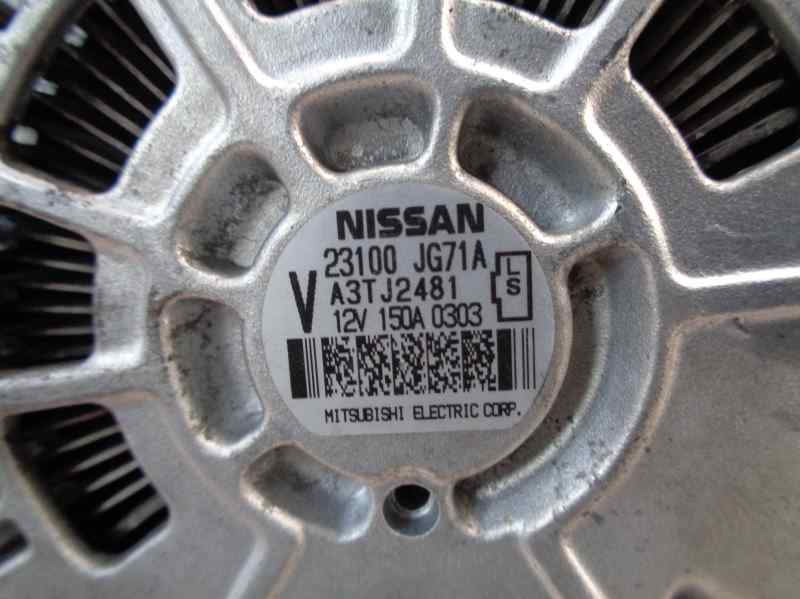 NISSAN
23100 JG71A
V A3TJ2481
L
S
12V 150A 0303
MITSUBISHI ELECTRIC CORP.